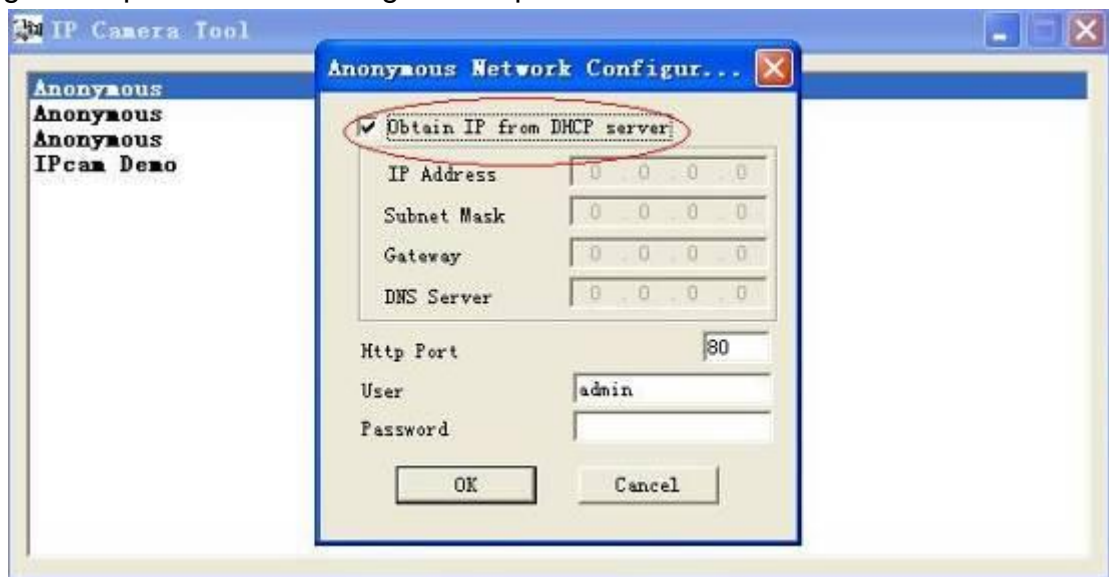 IP Camera Tool
Anonymous
Anonymous
Anonymous
IPcam Demo
Anonymous Network Configur...
Obtain IP from DHCP server
IP Address 0 . 0 . 0 . 0
Subnet Mask 0 . 0 . 0 . 0
Gateway 0 . 0 . 0 . 0
DNS Server 0 . 0 . 0 . 0
Http Port 80
User admin
Password
OK Cancel